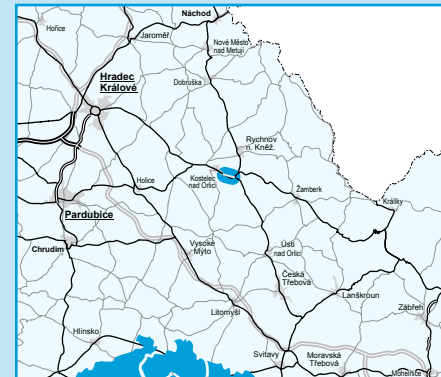 Náchod
Hořice
Jaroměř
Nové Město
nad Metují
Hradec
Králové
Dobruška
Rychnov
n. Kněž.
Holice
Kostelec
nad Orlicí
Žamberk
Králíky
Pardubice
Chrudim
Vysoké
Mýto
Ústí
nad Orlicí
Česká
Třebová
Lanškroun
Litomyšl
Zábřeh
Hlinsko
Svitavy
Moravská
Třebová
Mohelnice